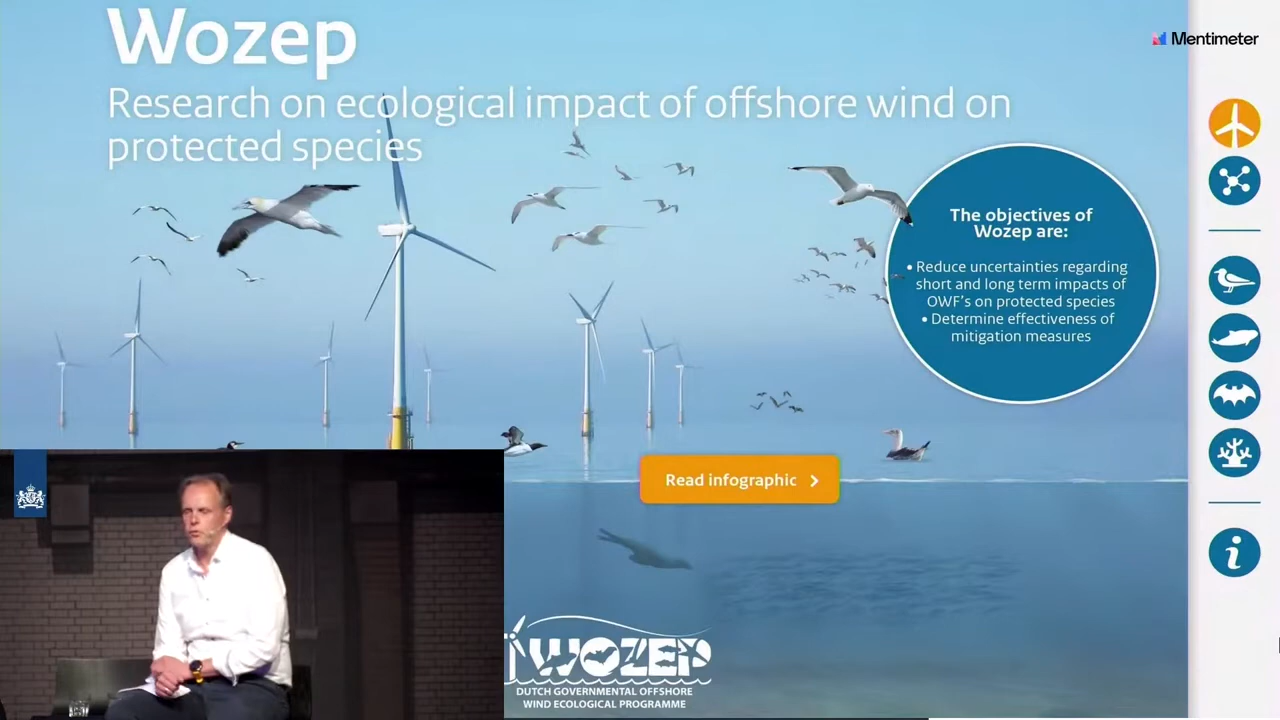 Wozep
Research on ecological impact of offshore wind on
protected species
Mentimeter
The objectives of
Wozep are:
• Reduce uncertainties regarding
short and long term impacts of
OWF's on protected species
• Determine effectiveness of
mitigation measures
Read infographic
WOZEP
DUTCH GOVERNMENTAL OFFSHORE
WIND ECOLOGICAL PROGRAMME